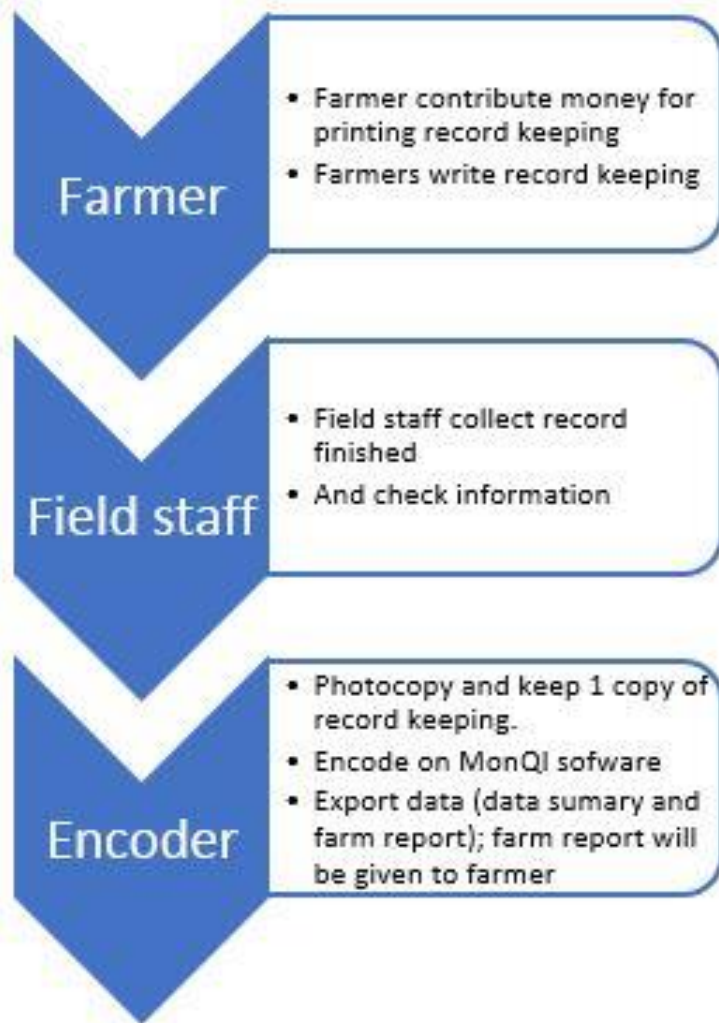 Farmer
• Farmer contribute money for
printing record keeping
• Farmers write record keeping
Field staff
• Field staff collect record
finished
• And check information
Encoder
• Photocopy and keep 1 copy of
record keeping.
• Encode on MonQI sofware
• Export data (data sumary and
farm report); farm report will
be given to farmer